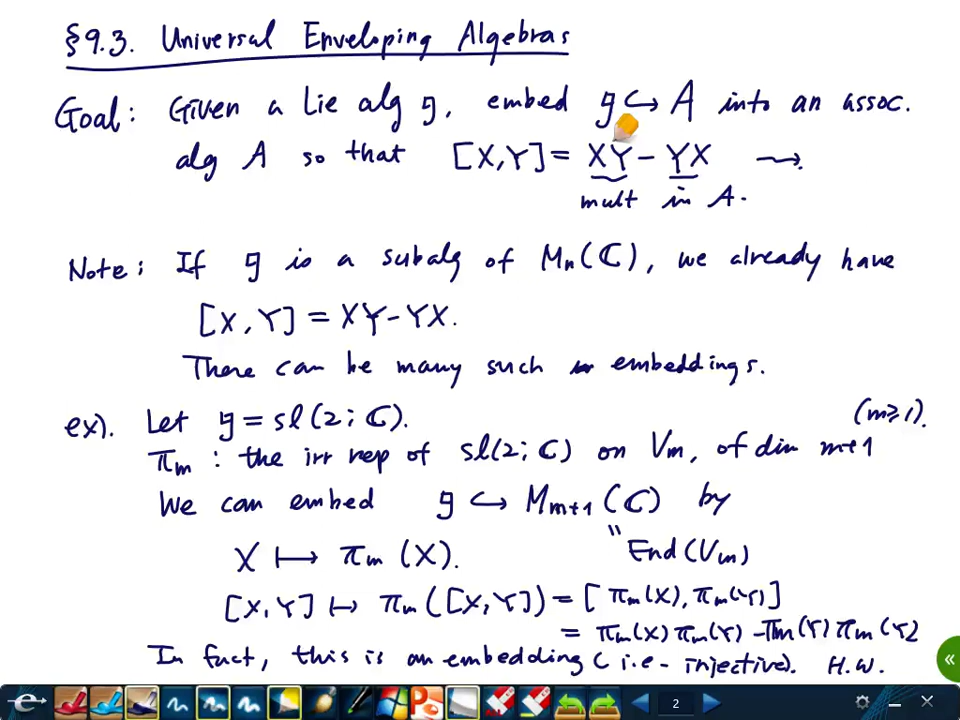 §9.3. Universal Enveloping Algebras
Goal: Given a Lie alg g, embed g ↪ A into an assoc.
alg A so that [X,Y] = XY - YX ⇝
mult in A.
Note: If g is a subalg of Mn(ℂ), we already have
[X,Y] = XY-YX.
There can be many such embeddings.
ex). Let g = sl(2;ℂ). (m≥1).
πm : the irr rep of sl(2;ℂ) on Vm, of dim m+1
We can embed g ↪ Mm+1(ℂ) by
X ↦ πm(X). " End(Vm)
[X,Y] ↦ πm([X,Y]) = [πm(X), πm(Y)]
= πm(X)πm(Y) - πm(Y)πm(X)
In fact, this is an embedding (i.e- injective). H.W.
2